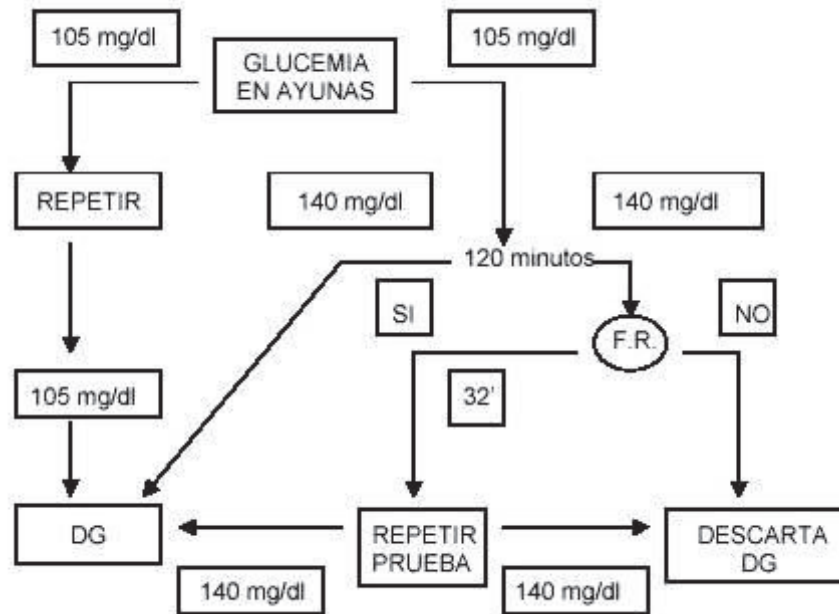 105 mg/dl
105 mg/dl
GLUCEMIA
EN AYUNAS
REPETIR
140 mg/dl
140 mg/dl
120 minutos
SI
F.R.
NO
105 mg/dl
32'
DG
REPETIR
PRUEBA
DESCARTA
DG
140 mg/dl
140 mg/dl